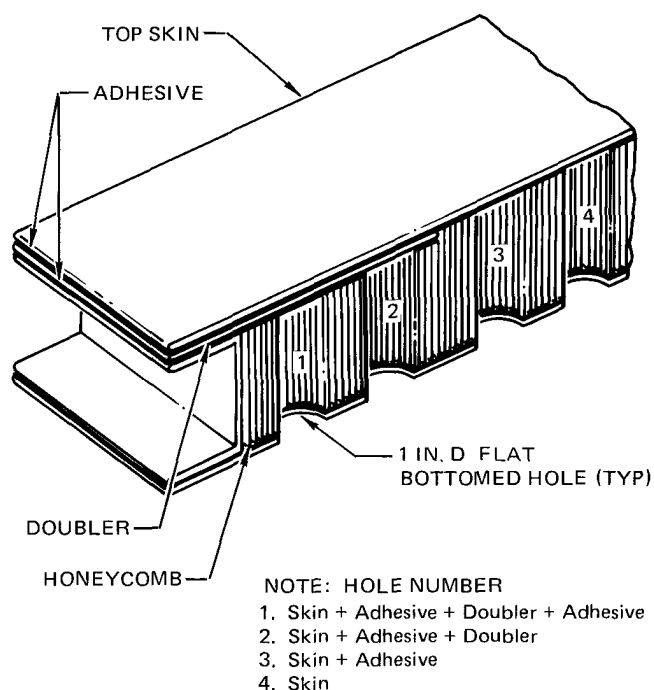 TOP SKIN
ADHESIVE
4
3
2
1
1 IN. D FLAT
BOTTOMED HOLE (TYP)
DOUBLER
HONEYCOMB
NOTE: HOLE NUMBER
1. Skin + Adhesive + Doubler + Adhesive
2. Skin + Adhesive + Doubler
3. Skin + Adhesive
4. Skin